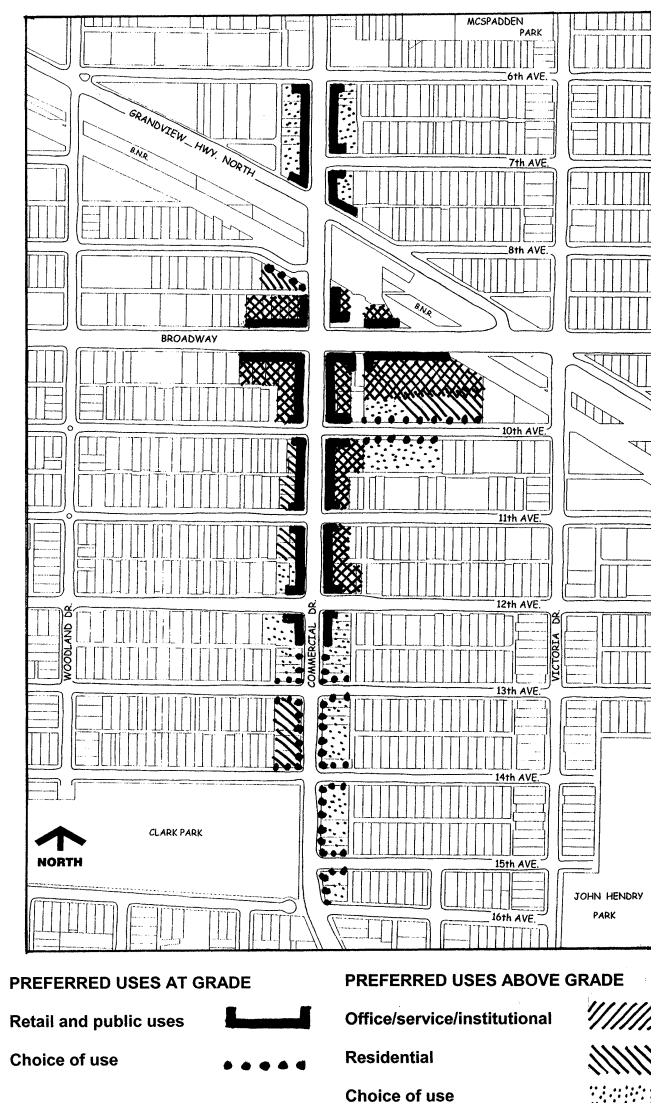 MCSPADDEN
PARK
6th AVE.
GRANDVIEW HWY. NORTH
B.N.R.
7th AVE.
8th AVE.
B.N.R.
BROADWAY
10th AVE.
11th AVE.
12th AVE.
WOODLAND DR.
COMMERCIAL DR.
VICTORIA DR.
13th AVE.
14th AVE.
CLARK PARK
NORTH
15th AVE.
JOHN HENDRY
PARK
16th AVE.
PREFERRED USES AT GRADE
Retail and public uses
Choice of use
PREFERRED USES ABOVE GRADE
Office/service/institutional
Residential
Choice of use